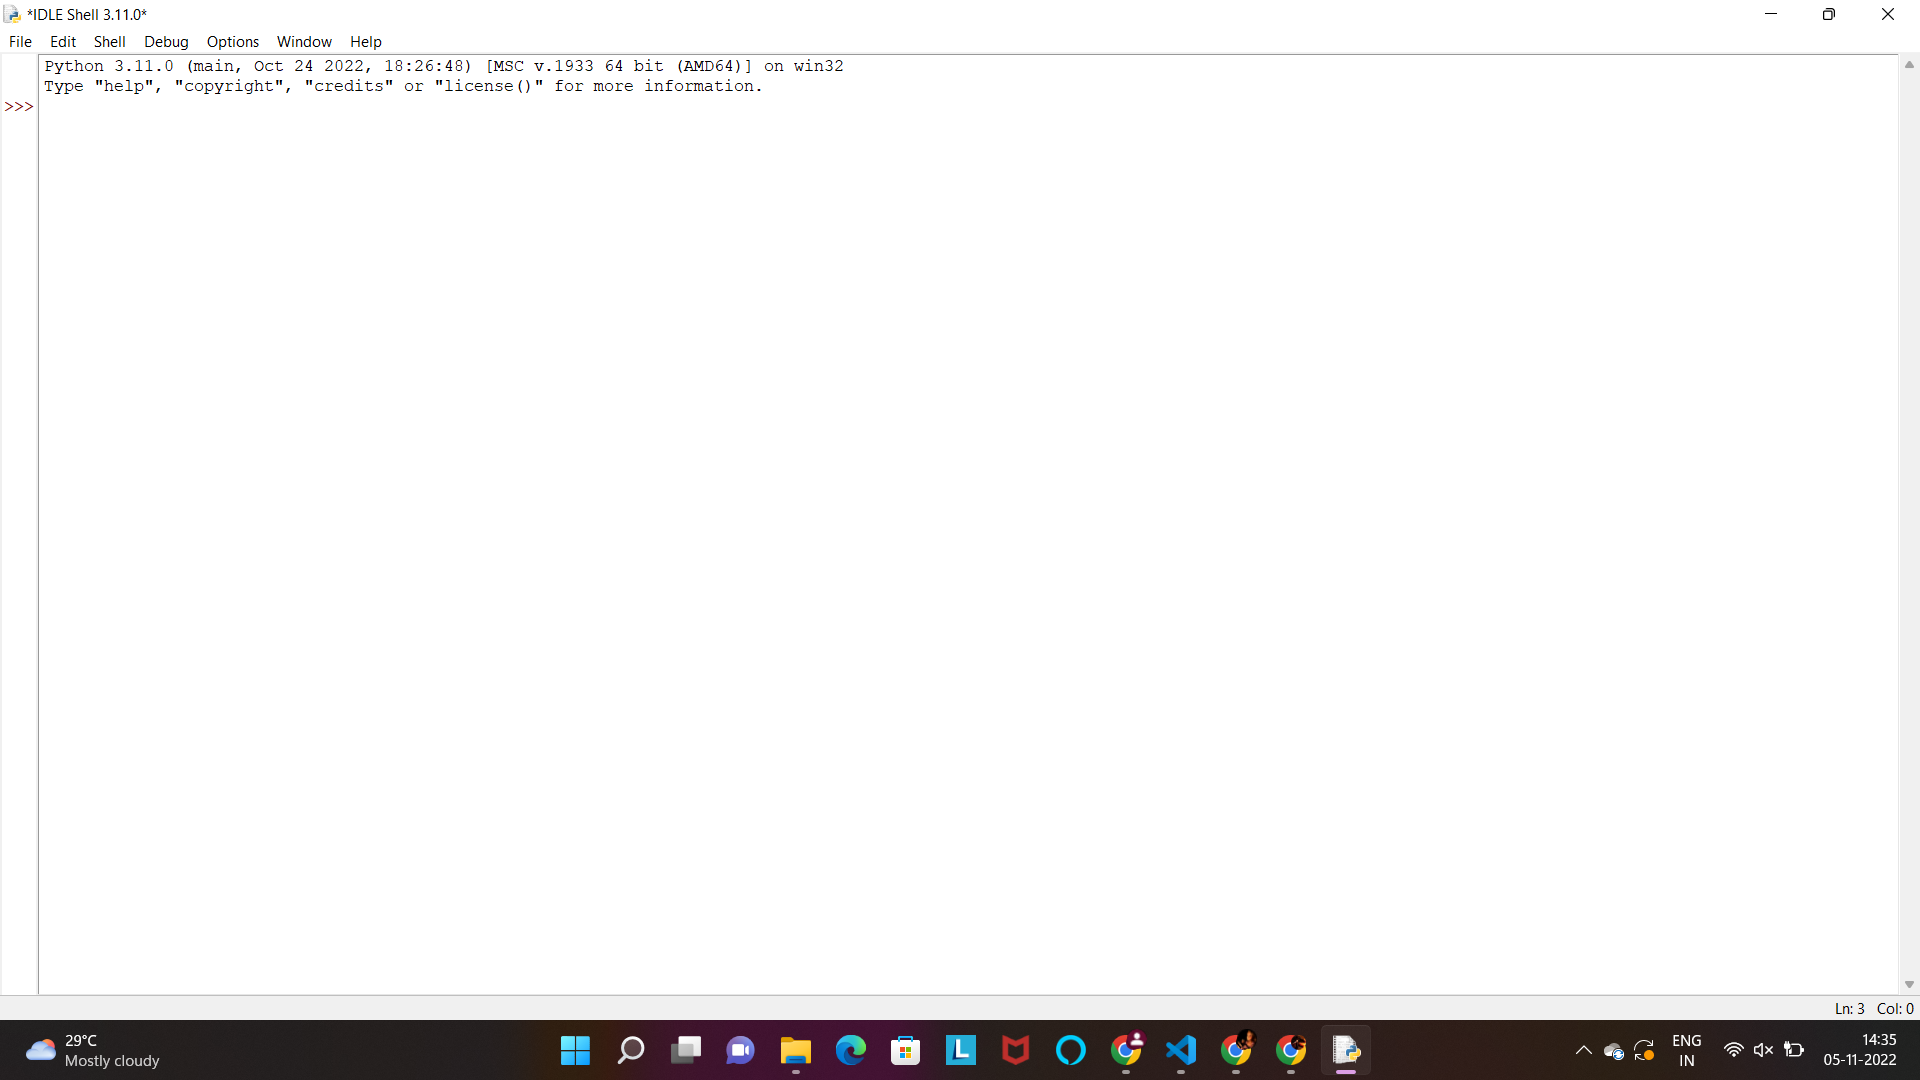 *IDLE Shell 3.11.0*
File Edit Shell Debug Options Window Help
Python 3.11.0 (main, Oct 24 2022, 18:26:48) [MSC v.1933 64 bit (AMD64)] on win32
Type "help", "copyright", "credits" or "license()" for more information.
>>>
Ln: 3 Col: 0
29°C
Mostly cloudy
L
ENG
IN
14:35
05-11-2022